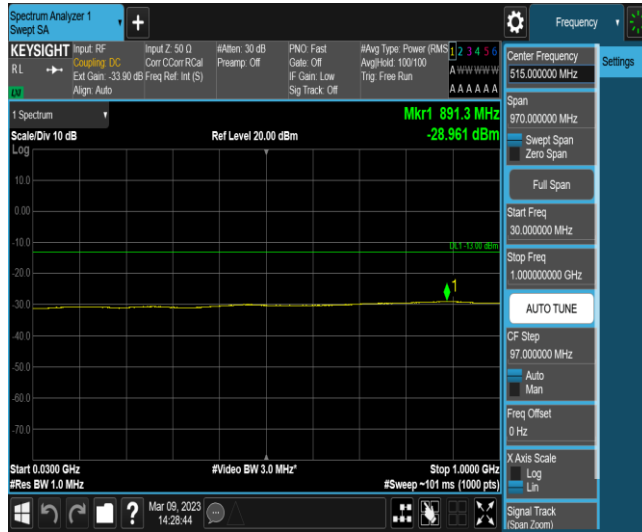 Spectrum Analyzer 1
Swept SA
Frequency
KEYSIGHT
RL
Input: RF
Coupling: DC
Ext Gain: -33.90 dB
Align: Auto
Input Z: 50 Ω
Corr CCorr RCal
Freq Ref: Int (S)
#Atten: 30 dB
Preamp: Off
PNO: Fast
Gate: Off
IF Gain: Low
Sig Track: Off
#Avg Type: Power (RMS
Avg|Hold: 100/100
Trig: Free Run
1 2 3 4 5 6
A W W W W W
A A A A A A
1 Spectrum
Scale/Div 10 dB
Ref Level 20.00 dBm
Mkr1 891.3 MHz
-28.961 dBm
Log
10.0
0.00
-10.0
-20.0
-30.0
-40.0
-50.0
-60.0
-70.0
DL1 -13.00 dBm
1
Start 0.0300 GHz
#Res BW 1.0 MHz
#Video BW 3.0 MHz*
Stop 1.0000 GHz
#Sweep ~101 ms (1000 pts)
Mar 09, 2023
14:28:44
Center Frequency
515.000000 MHz
Settings
Span
970.000000 MHz
Swept Span
Zero Span
Full Span
Start Freq
30.000000 MHz
Stop Freq
1.000000000 GHz
AUTO TUNE
CF Step
97.000000 MHz
Auto
Man
Freq Offset
0 Hz
X Axis Scale
Log
Lin
Signal Track
(Span Zoom)